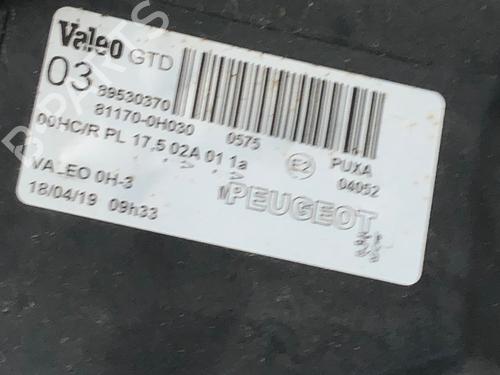 Valeo GTD
03 89530370
81170-0H030 0575 E2 PUXA
00HC/R PL 17,5 02A 01 1a 04052
VALEO 0H-3 PEUGEOT
18/04/19 09h33